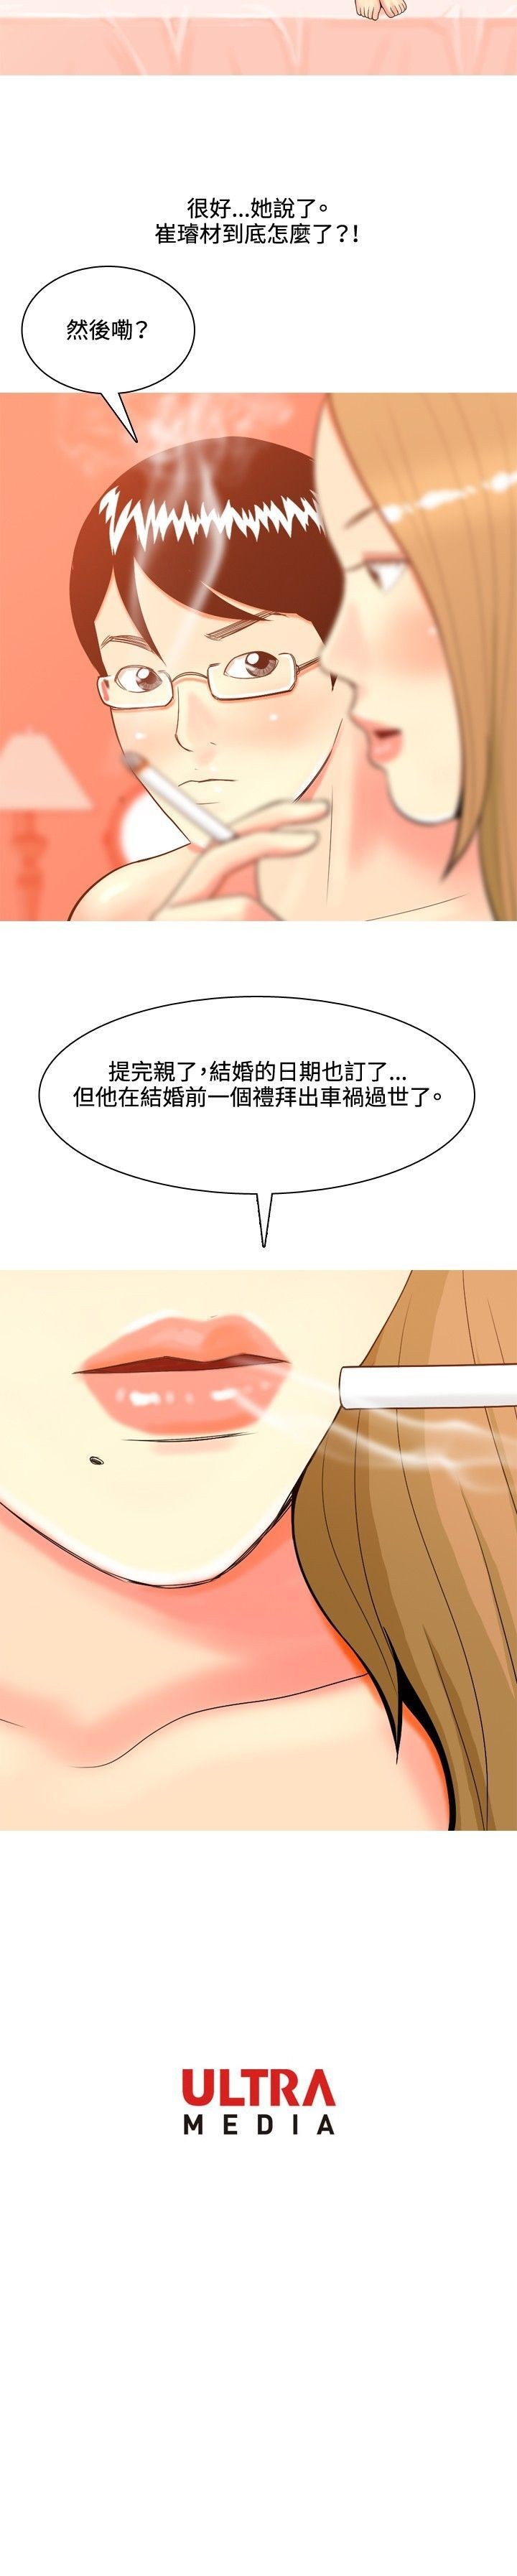 很好…她說了。
崔璿材到底怎麼了？！
然後嘞？
提完親了，結婚的日期也訂了…
但他在結婚前一個禮拜出車禍過世了。
ULTRA
MEDIA